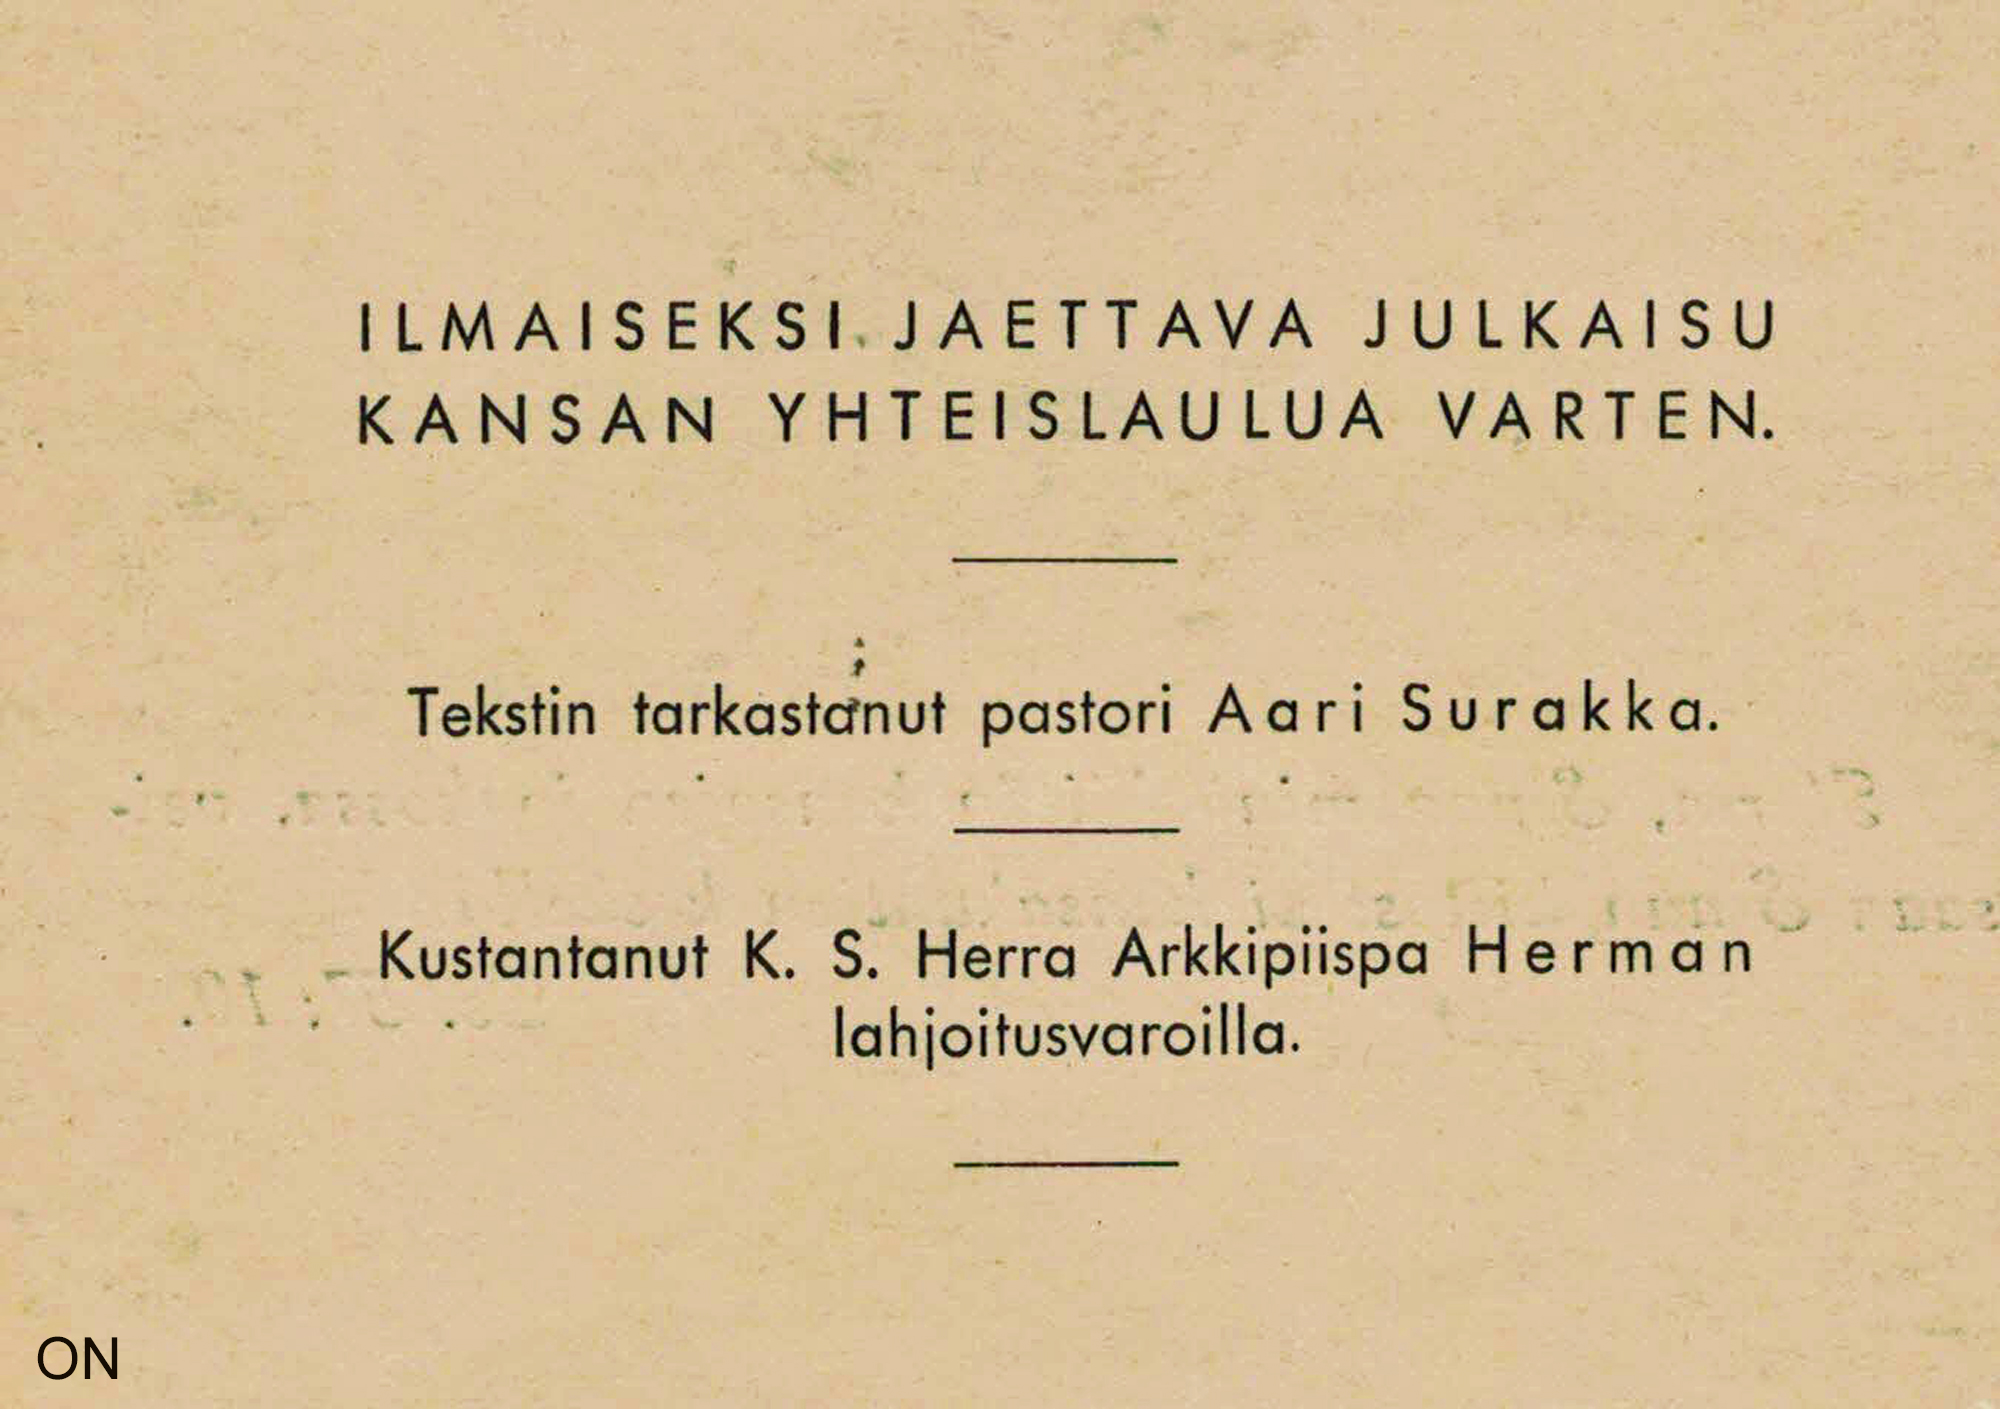 ILMAISEKSI JAETTAVA JULKAISU
KANSAN YHTEISLAULUA VARTEN.
Tekstin tarkastanut pastori Aari Surakka.
Kustantanut K. S. Herra Arkkipiispa Herman
lahjoitusvaroilla.
ON